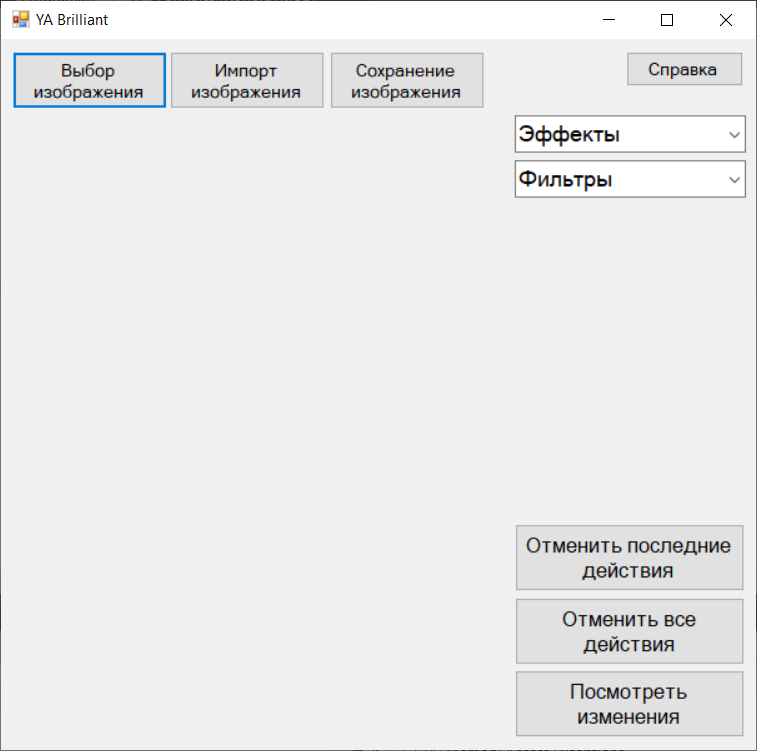 YA Brilliant
Выбор
изображения
Импорт
изображения
Сохранение
изображения
Справка
Эффекты
Фильтры
Отменить последние
действия
Отменить все
действия
Посмотреть
изменения